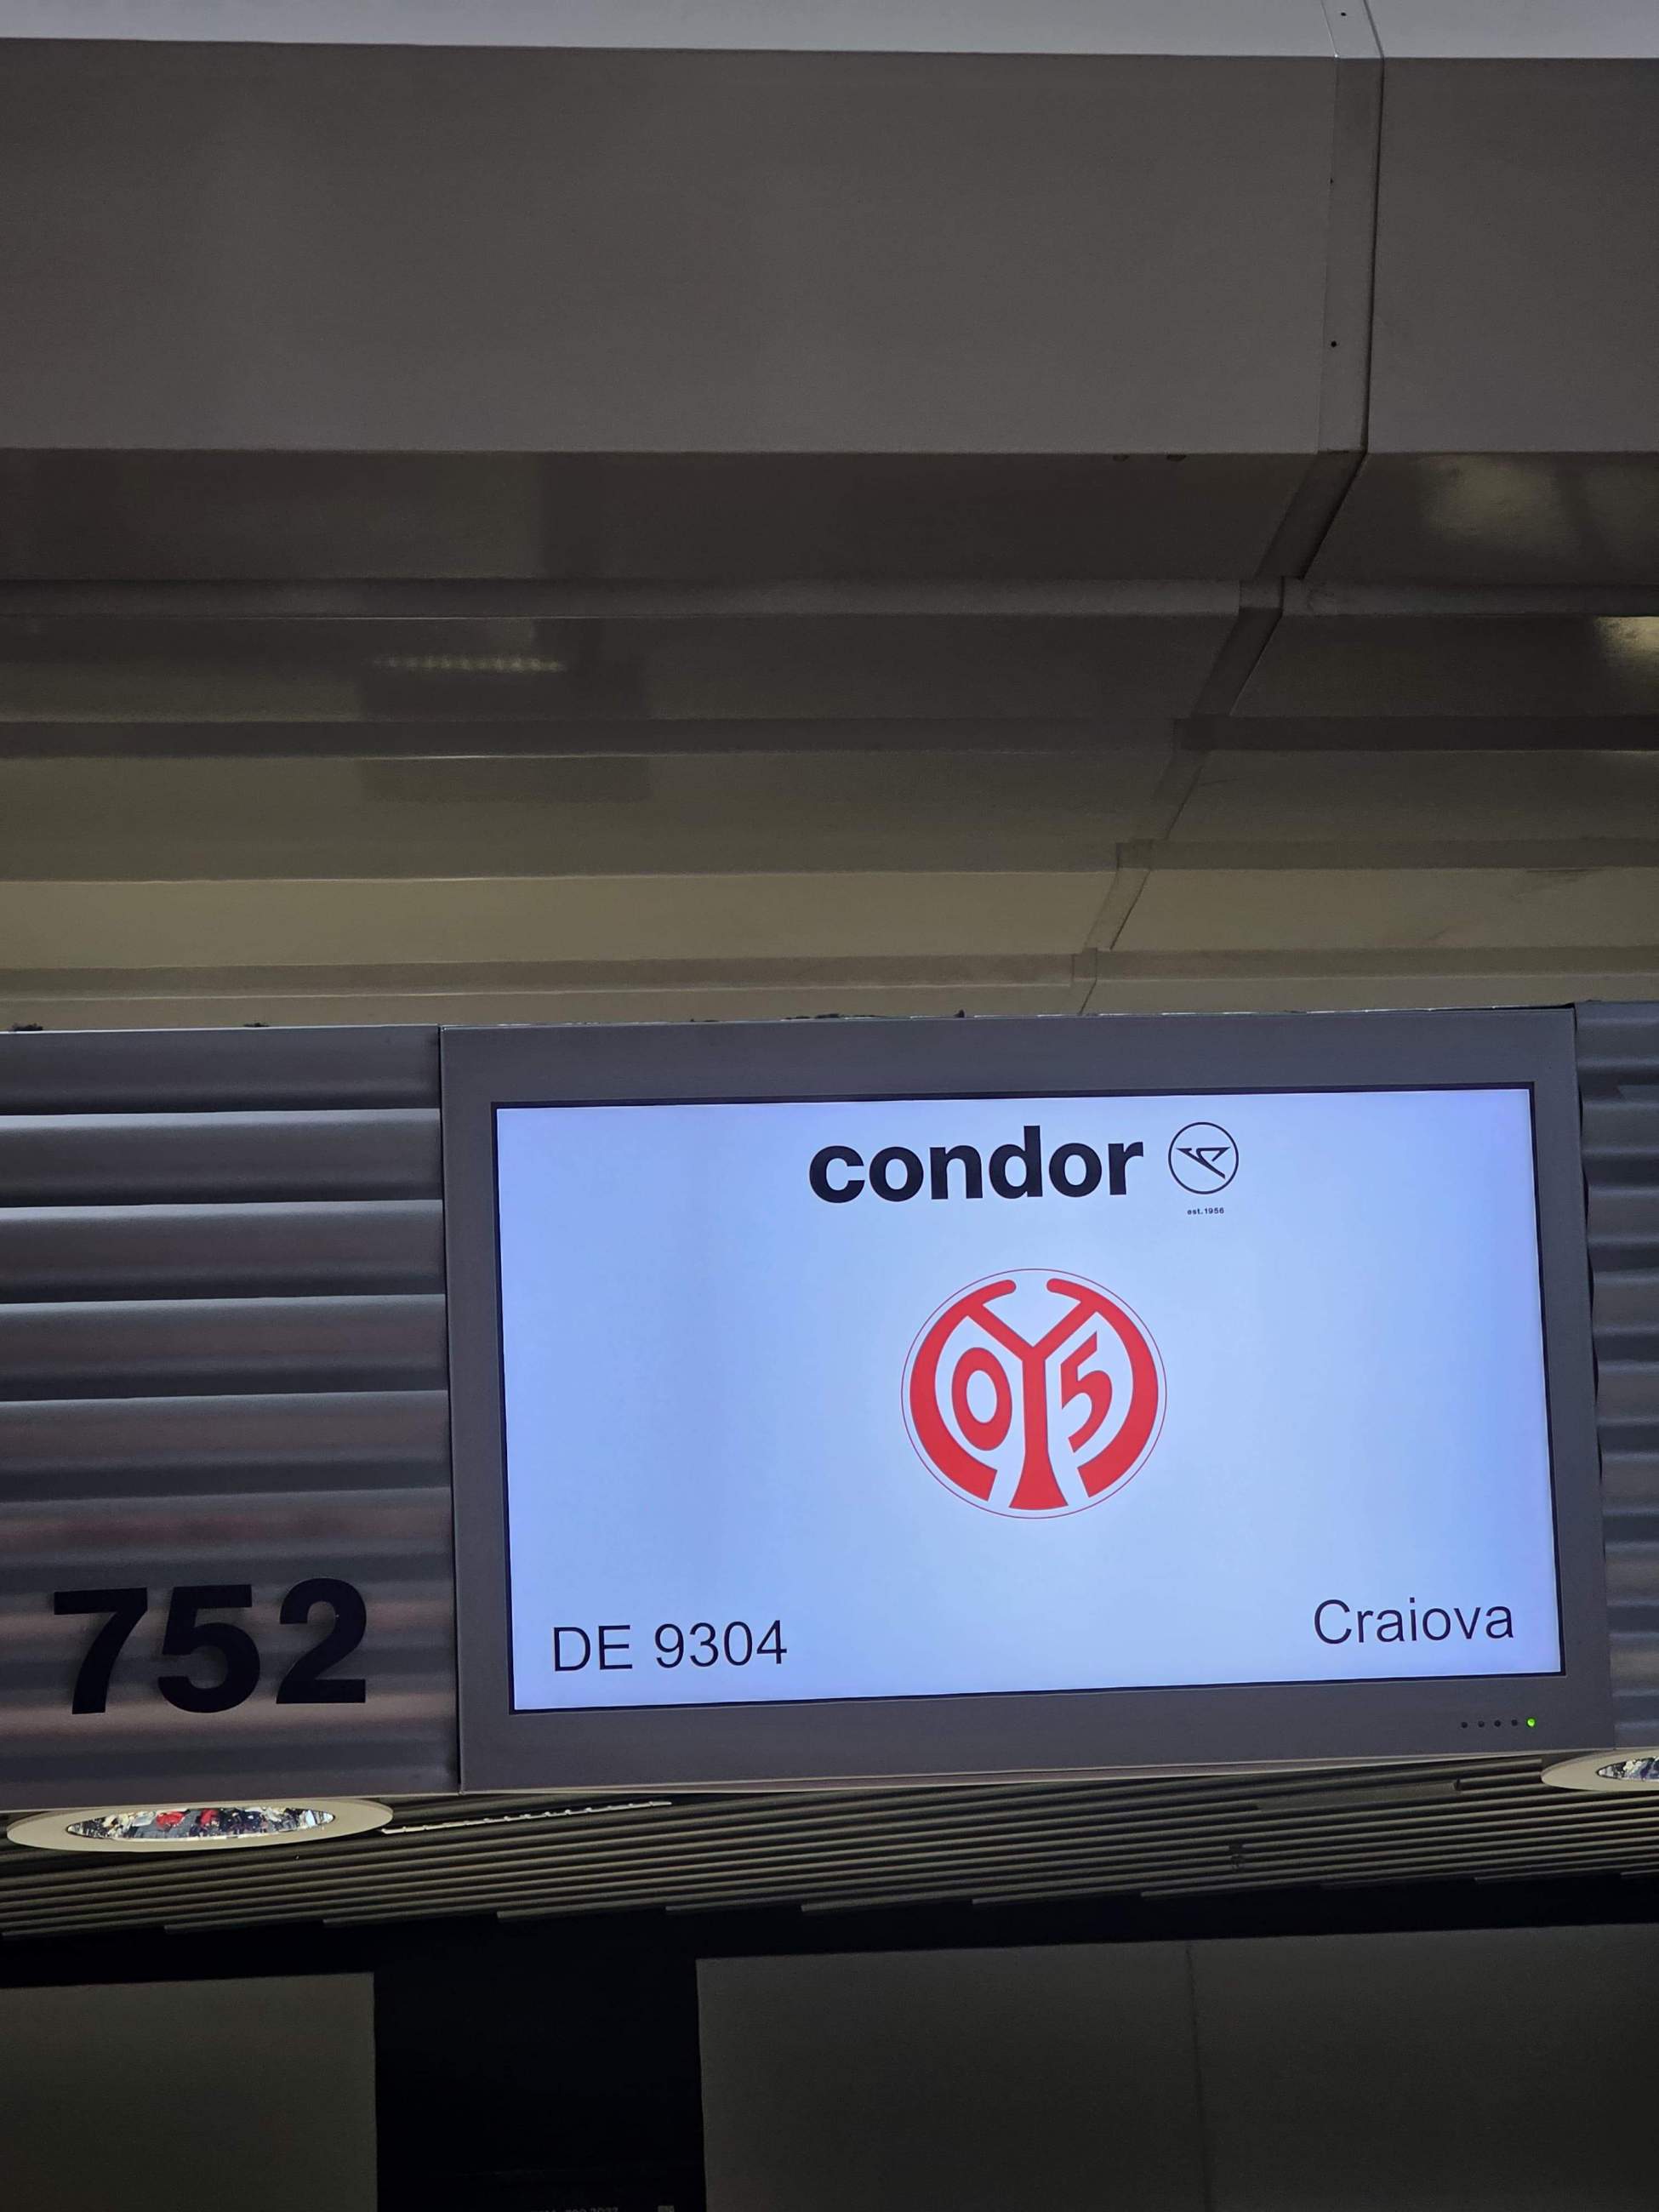 condor
est. 1956
05
752
DE 9304
Craiova